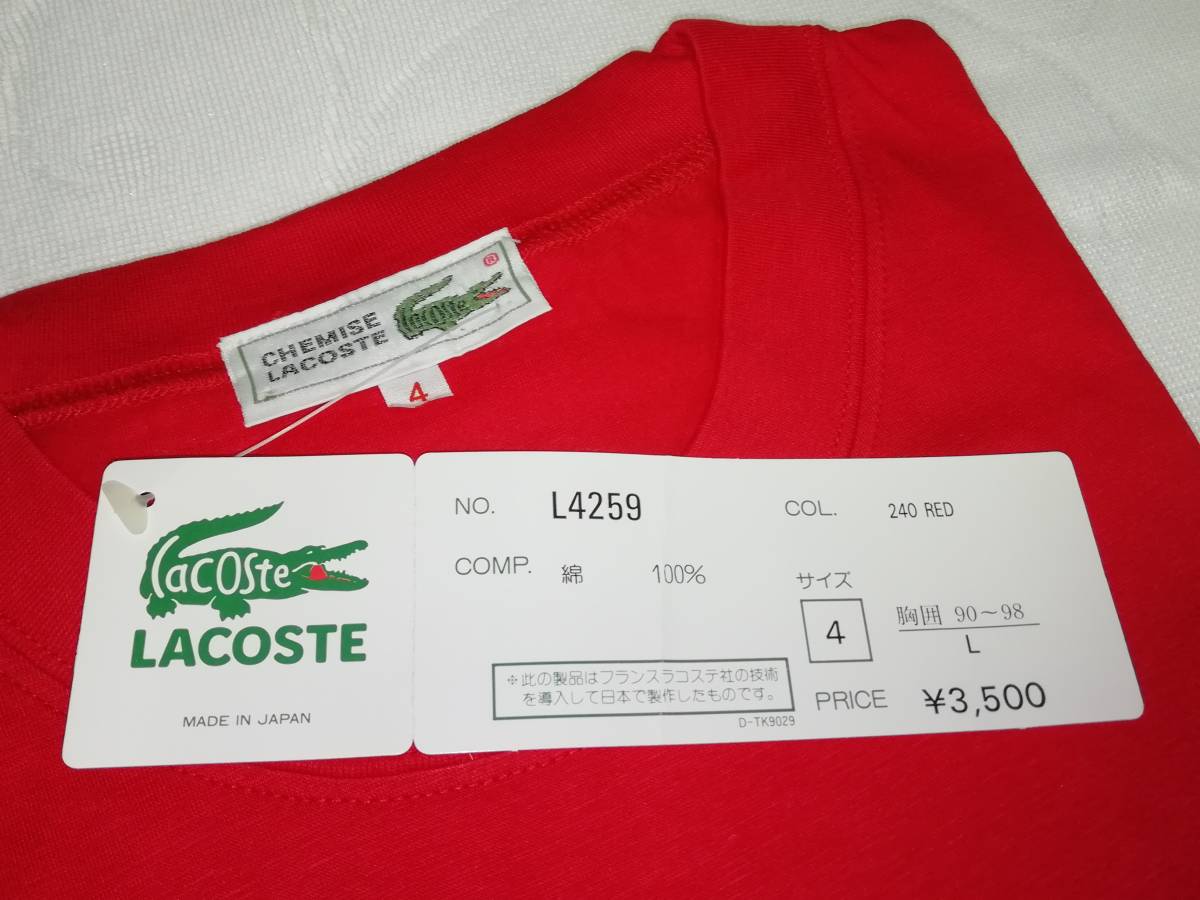 CHEMISE
LACOSTE
Lacoste
®
4
Lacoste
LACOSTE
MADE IN JAPAN
NO. L4259
COL. 240 RED
COMP. 綿 100%
サイズ
4
胸囲 90～98
L
※此の製品はフランスラコステ社の技術
を導入して日本で製作したものです。
D-TK9029
PRICE ¥3,500